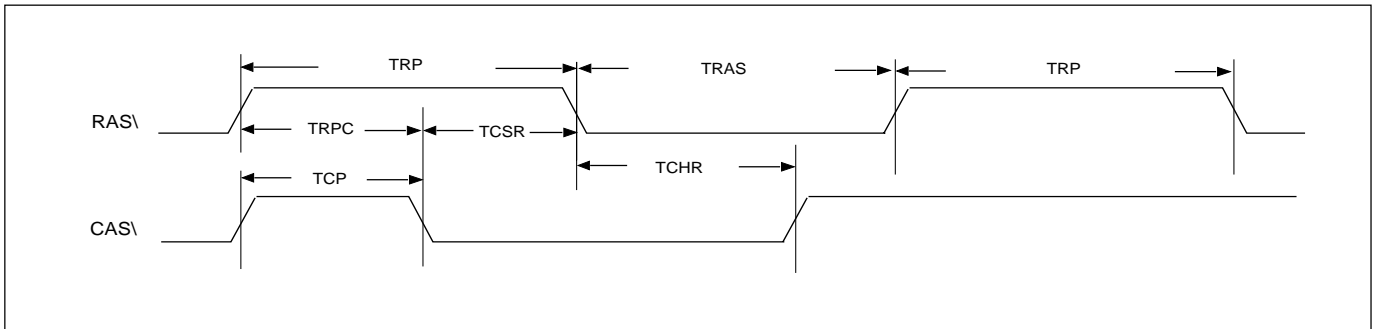 TRP TRAS TRP
RAS\ TRPC TCSR
TCHR
TCP
CAS\